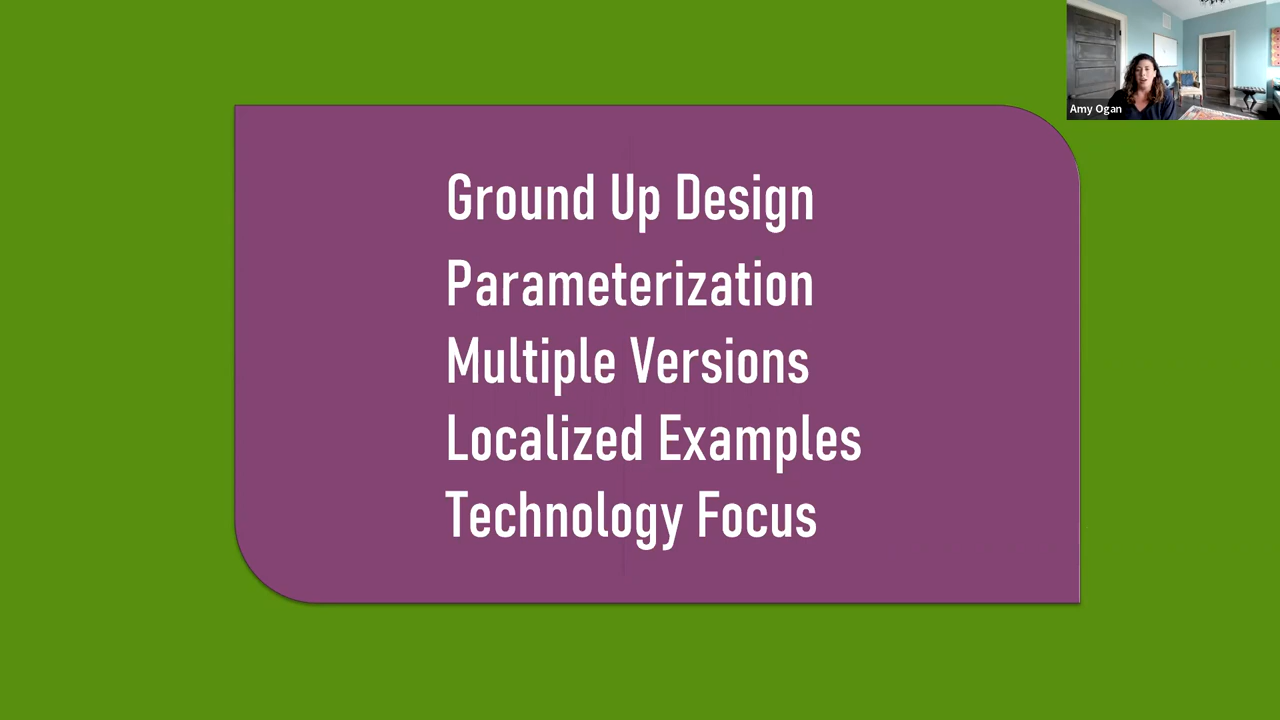 Amy Ogan
Ground Up Design
Parameterization
Multiple Versions
Localized Examples
Technology Focus